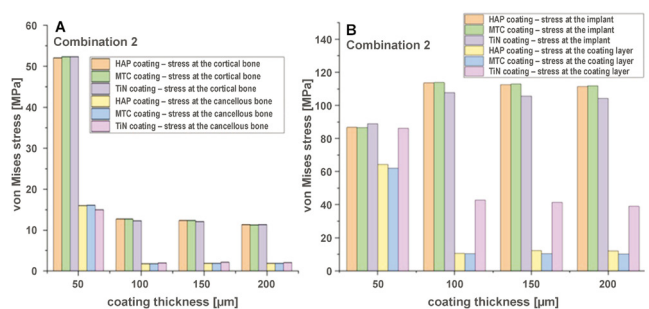 A
Combination 2
HAP coating – stress at the cortical bone
MTC coating – stress at the cortical bone
TiN coating – stress at the cortical bone
HAP coating – stress at the cancellous bone
MTC coating – stress at the cancellous bone
TiN coating – stress at the cancellous bone
von Mises stress [MPa]
60
50
40
30
20
10
0
50
100
150
200
coating thickness [µm]
B
Combination 2
HAP coating – stress at the implant
MTC coating – stress at the implant
TiN coating – stress at the implant
HAP coating – stress at the coating layer
MTC coating – stress at the coating layer
TiN coating – stress at the coating layer
von Mises stress [MPa]
140
120
100
80
60
40
20
0
50
100
150
200
coating thickness [µm]